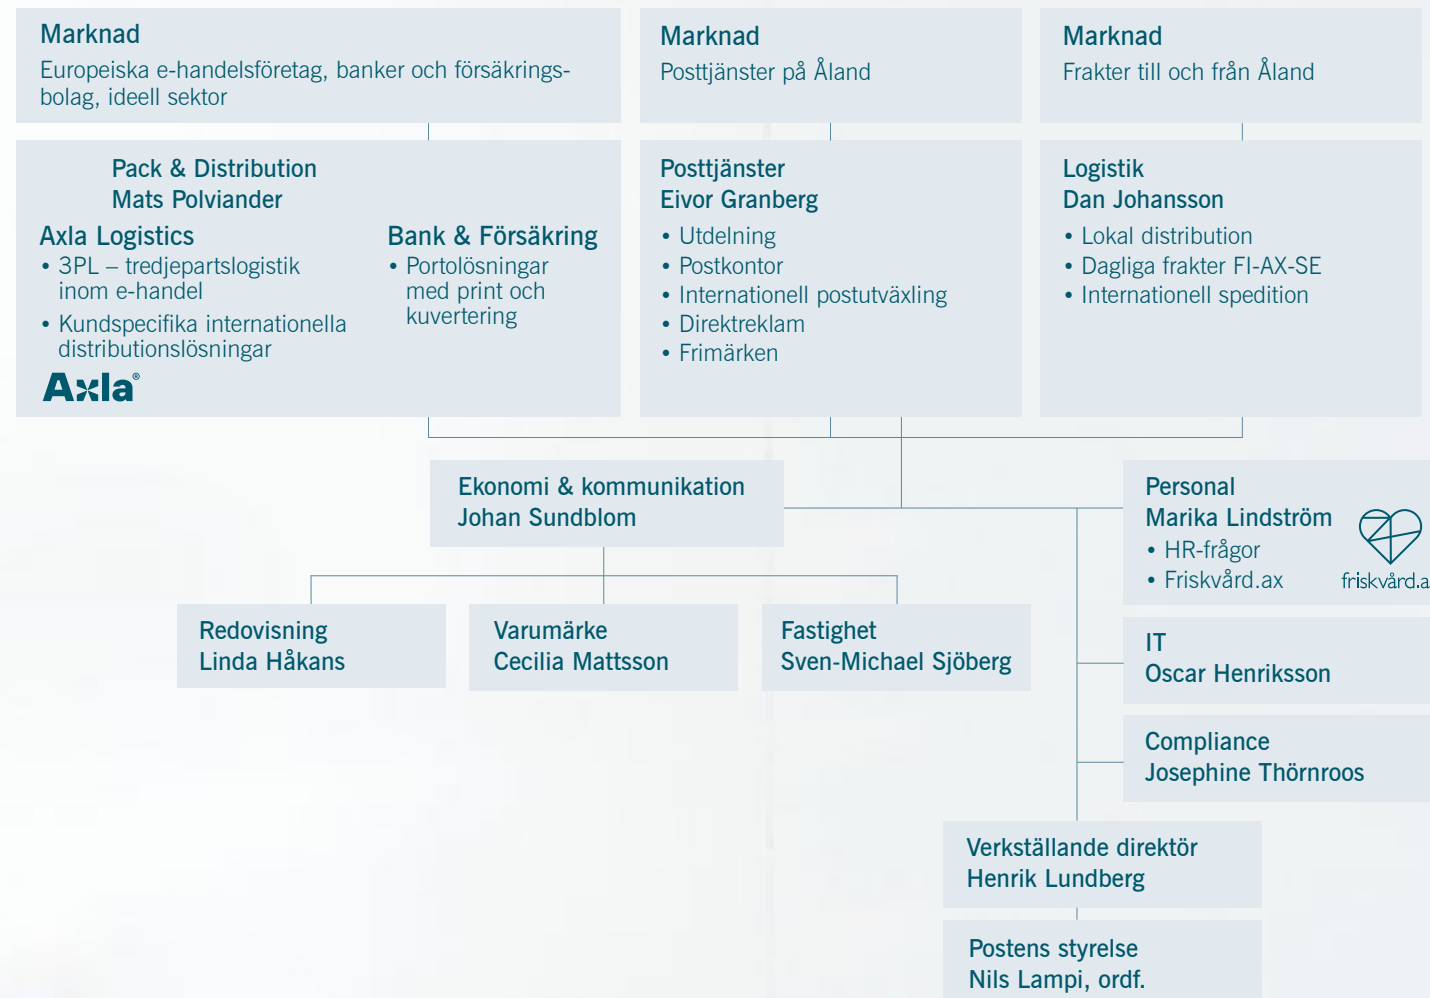 Marknad
Europeiska e-handelsföretag, banker och försäkrings-
bolag, ideell sektor
Marknad
Posttjänster på Åland
Marknad
Frakter till och från Åland
Pack & Distribution
Mats Polviander
Axla Logistics
• 3PL – tredjepartslogistik
inom e-handel
• Kundspecifika internationella
distributionslösningar
Axla®
Bank & Försäkring
• Portolösningar
med print och
kuvertering
Posttjänster
Eivor Granberg
• Utdelning
• Postkontor
• Internationell postutväxling
• Direktreklam
• Frimärken
Logistik
Dan Johansson
• Lokal distribution
• Dagliga frakter FI-AX-SE
• Internationell spedition
Ekonomi & kommunikation
Johan Sundblom
Personal
Marika Lindström
• HR-frågor
• Friskvård.ax
friskvård.a
Redovisning
Linda Håkans
Varumärke
Cecilia Mattsson
Fastighet
Sven-Michael Sjöberg
IT
Oscar Henriksson
Compliance
Josephine Thörnroos
Verkställande direktör
Henrik Lundberg
Postens styrelse
Nils Lampi, ordf.